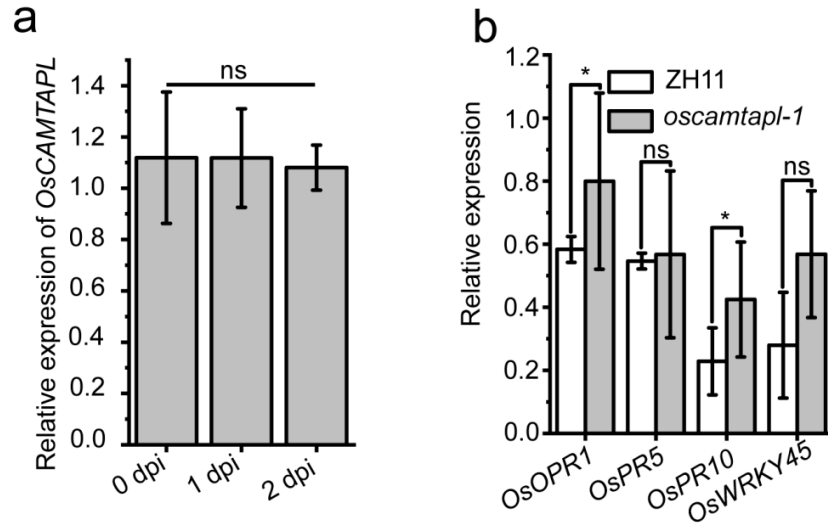 a
Relative expression of OsCAMTAPL
1.4
1.2
1.0
0.8
0.6
0.4
0.2
0.0
ns
0 dpi
1 dpi
2 dpi
b
Relative expression
1.2
1.0
0.8
0.6
0.4
0.2
0.0
ZH11
oscamtapl-1
*
ns
*
ns
OsOPR1
OsPR5
OsPR10
OsWRKY45